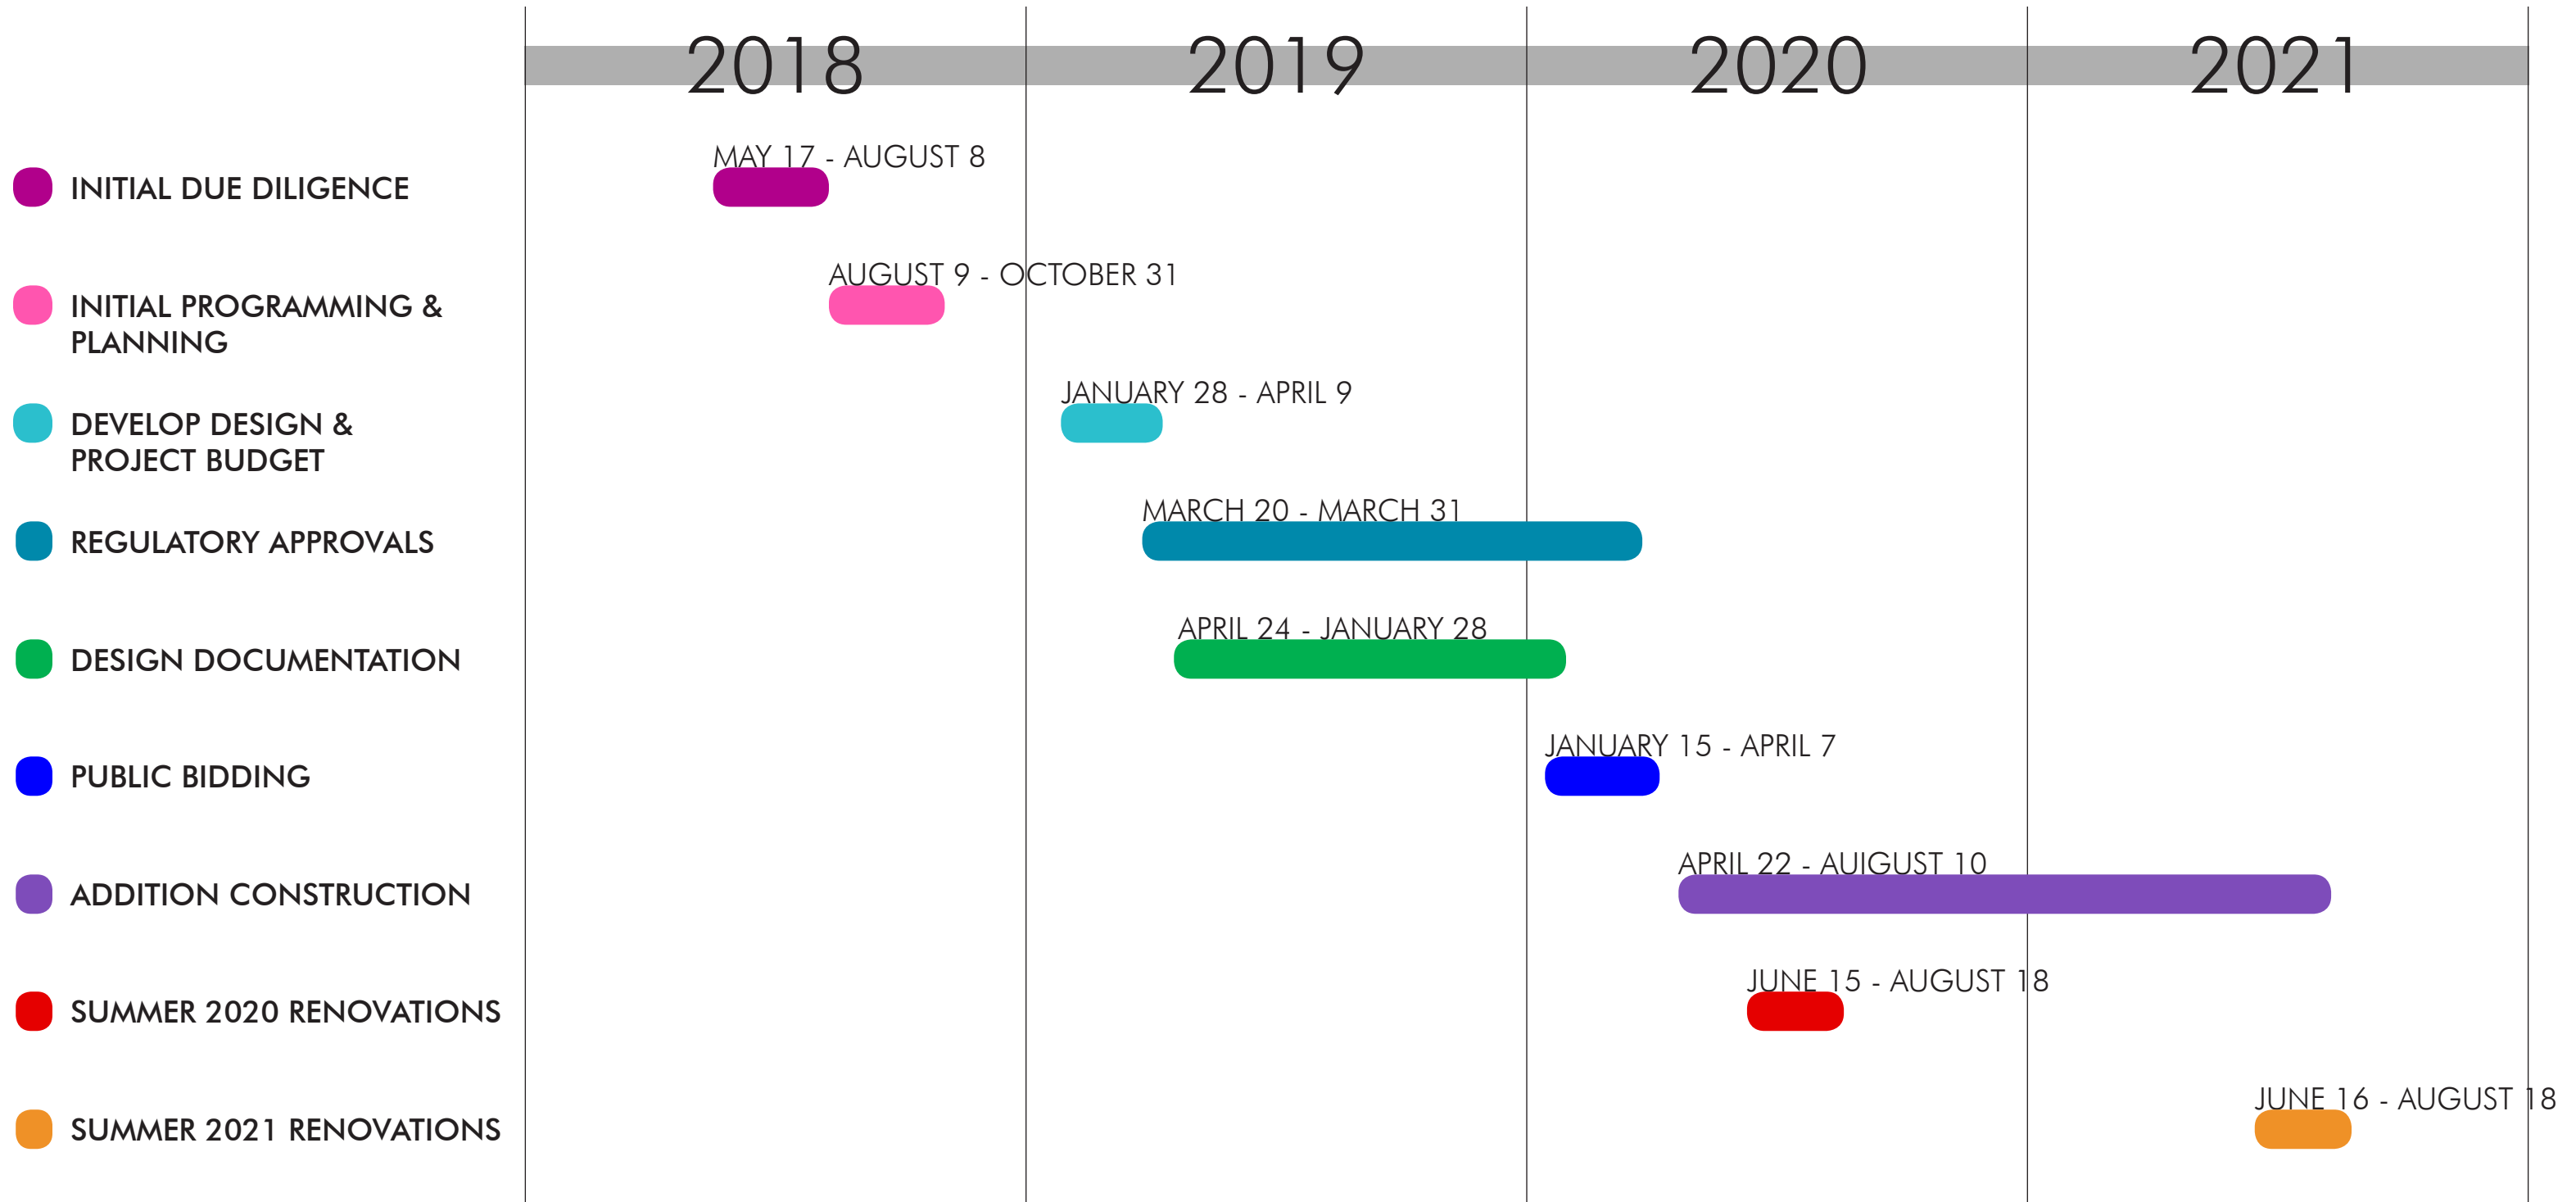 2018 2019 2020 2021
MAY 17 - AUGUST 8
INITIAL DUE DILIGENCE
AUGUST 9 - OCTOBER 31
INITIAL PROGRAMMING &
PLANNING
JANUARY 28 - APRIL 9
DEVELOP DESIGN &
PROJECT BUDGET
MARCH 20 - MARCH 31
REGULATORY APPROVALS
APRIL 24 - JANUARY 28
DESIGN DOCUMENTATION
JANUARY 15 - APRIL 7
PUBLIC BIDDING
APRIL 22 - AUIGUST 10
ADDITION CONSTRUCTION
JUNE 15 - AUGUST 18
SUMMER 2020 RENOVATIONS
JUNE 16 - AUGUST 18
SUMMER 2021 RENOVATIONS